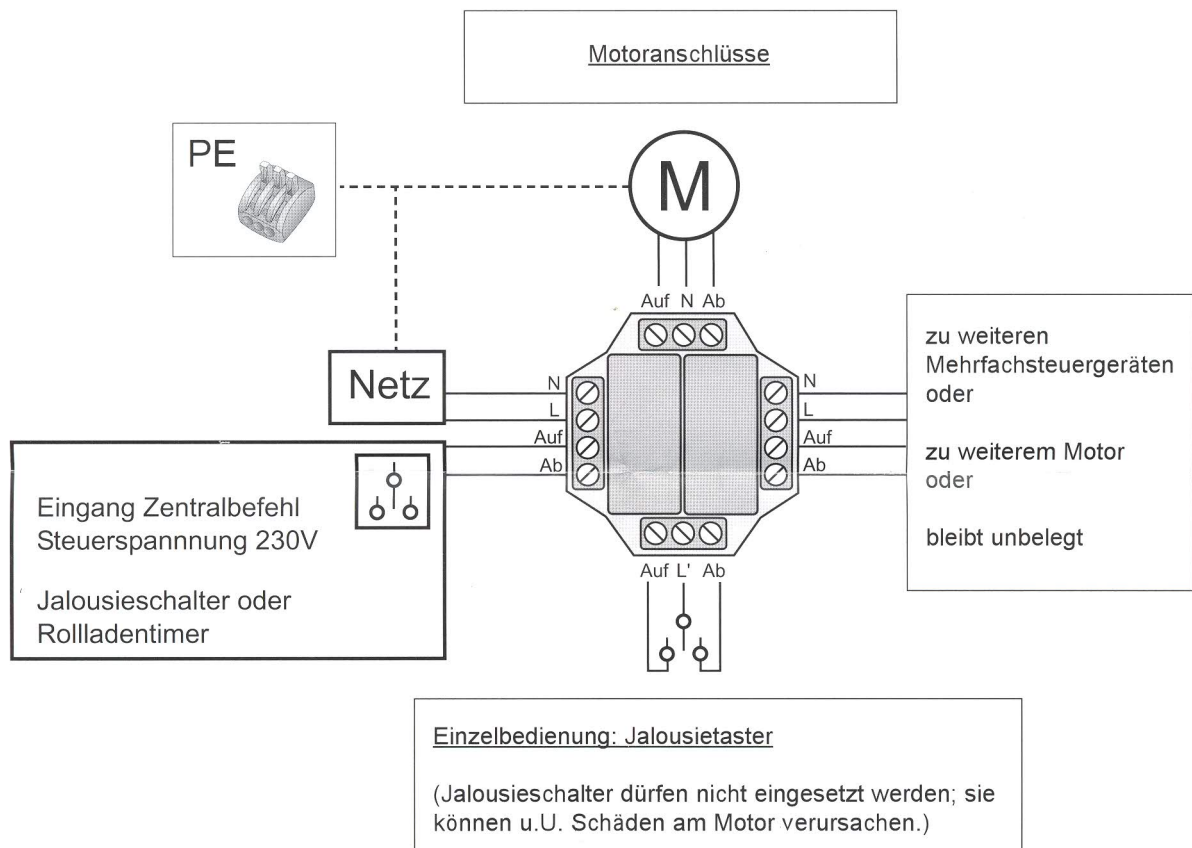 Motoranschlüsse
PE
M
Auf N Ab
Netz
N
L
Auf
Ab
N
L
Auf
Ab
zu weiteren
Mehrfachsteuergeräten
oder
zu weiterem Motor
oder
bleibt unbelegt
Eingang Zentralbefehl
Steuerspannnung 230V
Jalousieschalter oder
Rollladentimer
Auf L' Ab
Einzelbedienung: Jalousietaster
(Jalousieschalter dürfen nicht eingesetzt werden; sie
können u.U. Schäden am Motor verursachen.)